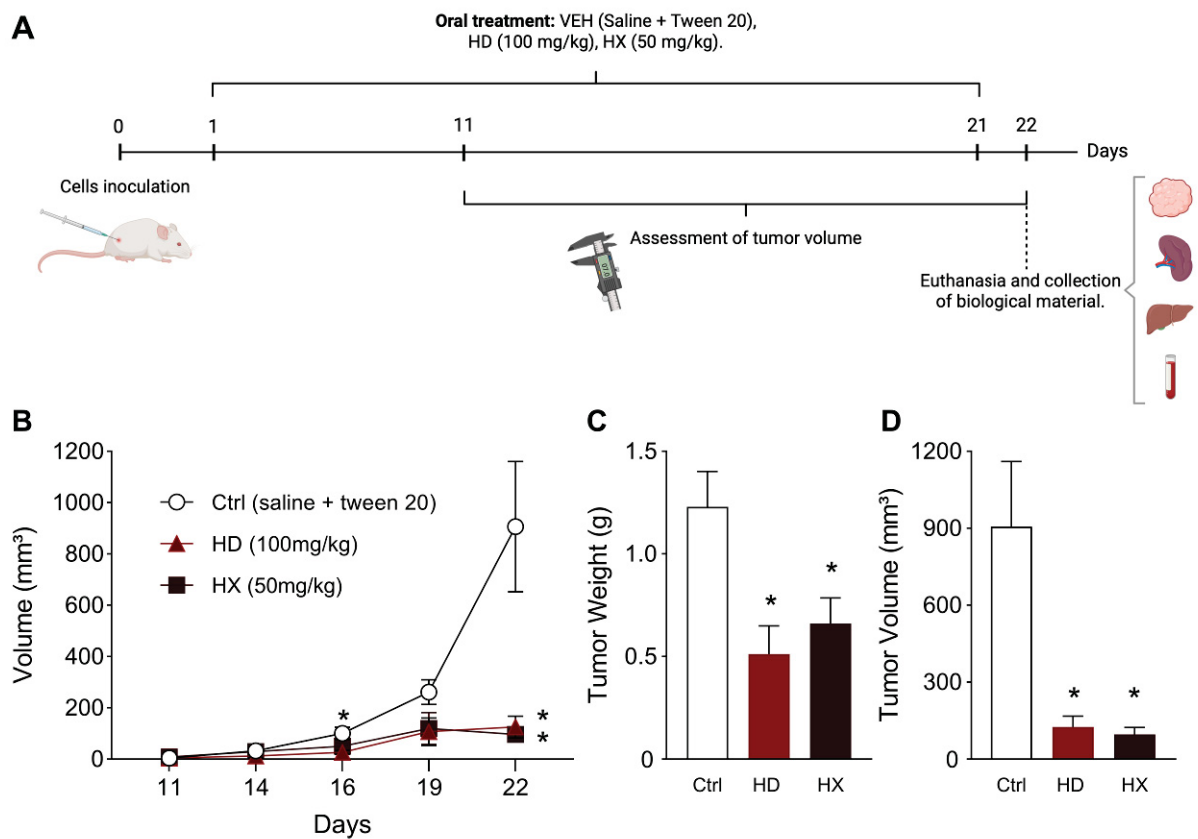 A
Oral treatment: VEH (Saline + Tween 20),
HD (100 mg/kg), HX (50 mg/kg).
0 1 11 21 22
Days
Cells inoculation
Assessment of tumor volume
Euthanasia and collection
of biological material.
B
Volume (mm³)
1200
1000
800
600
400
200
0
Ctrl (saline + tween 20)
HD (100mg/kg)
HX (50mg/kg)
*
*
*
11 14 16 19 22
Days
C
Tumor Weight (g)
1.5
1.0
0.5
0
*
*
Ctrl HD HX
D
Tumor Volume (mm³)
1200
900
600
300
0
* *
Ctrl HD HX